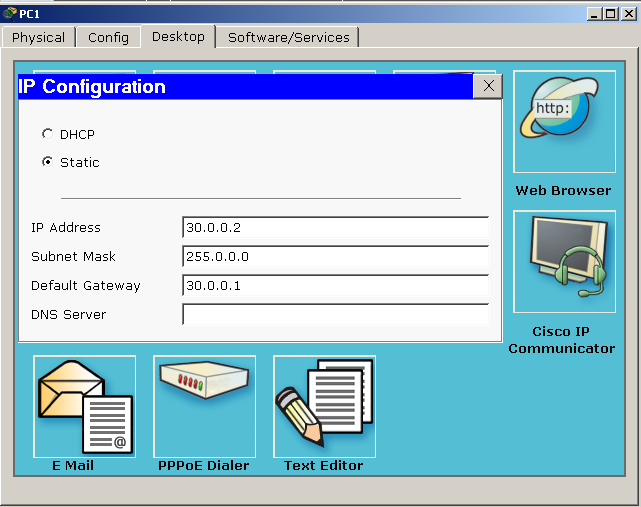 PC1
Physical
Config
Desktop
Software/Services
IP Configuration
X
DHCP
Static
IP Address
30.0.0.2
Subnet Mask
255.0.0.0
Default Gateway
30.0.0.1
DNS Server
http:
Web Browser
Cisco IP
Communicator
@
E Mail
PPPoE Dialer
Text Editor